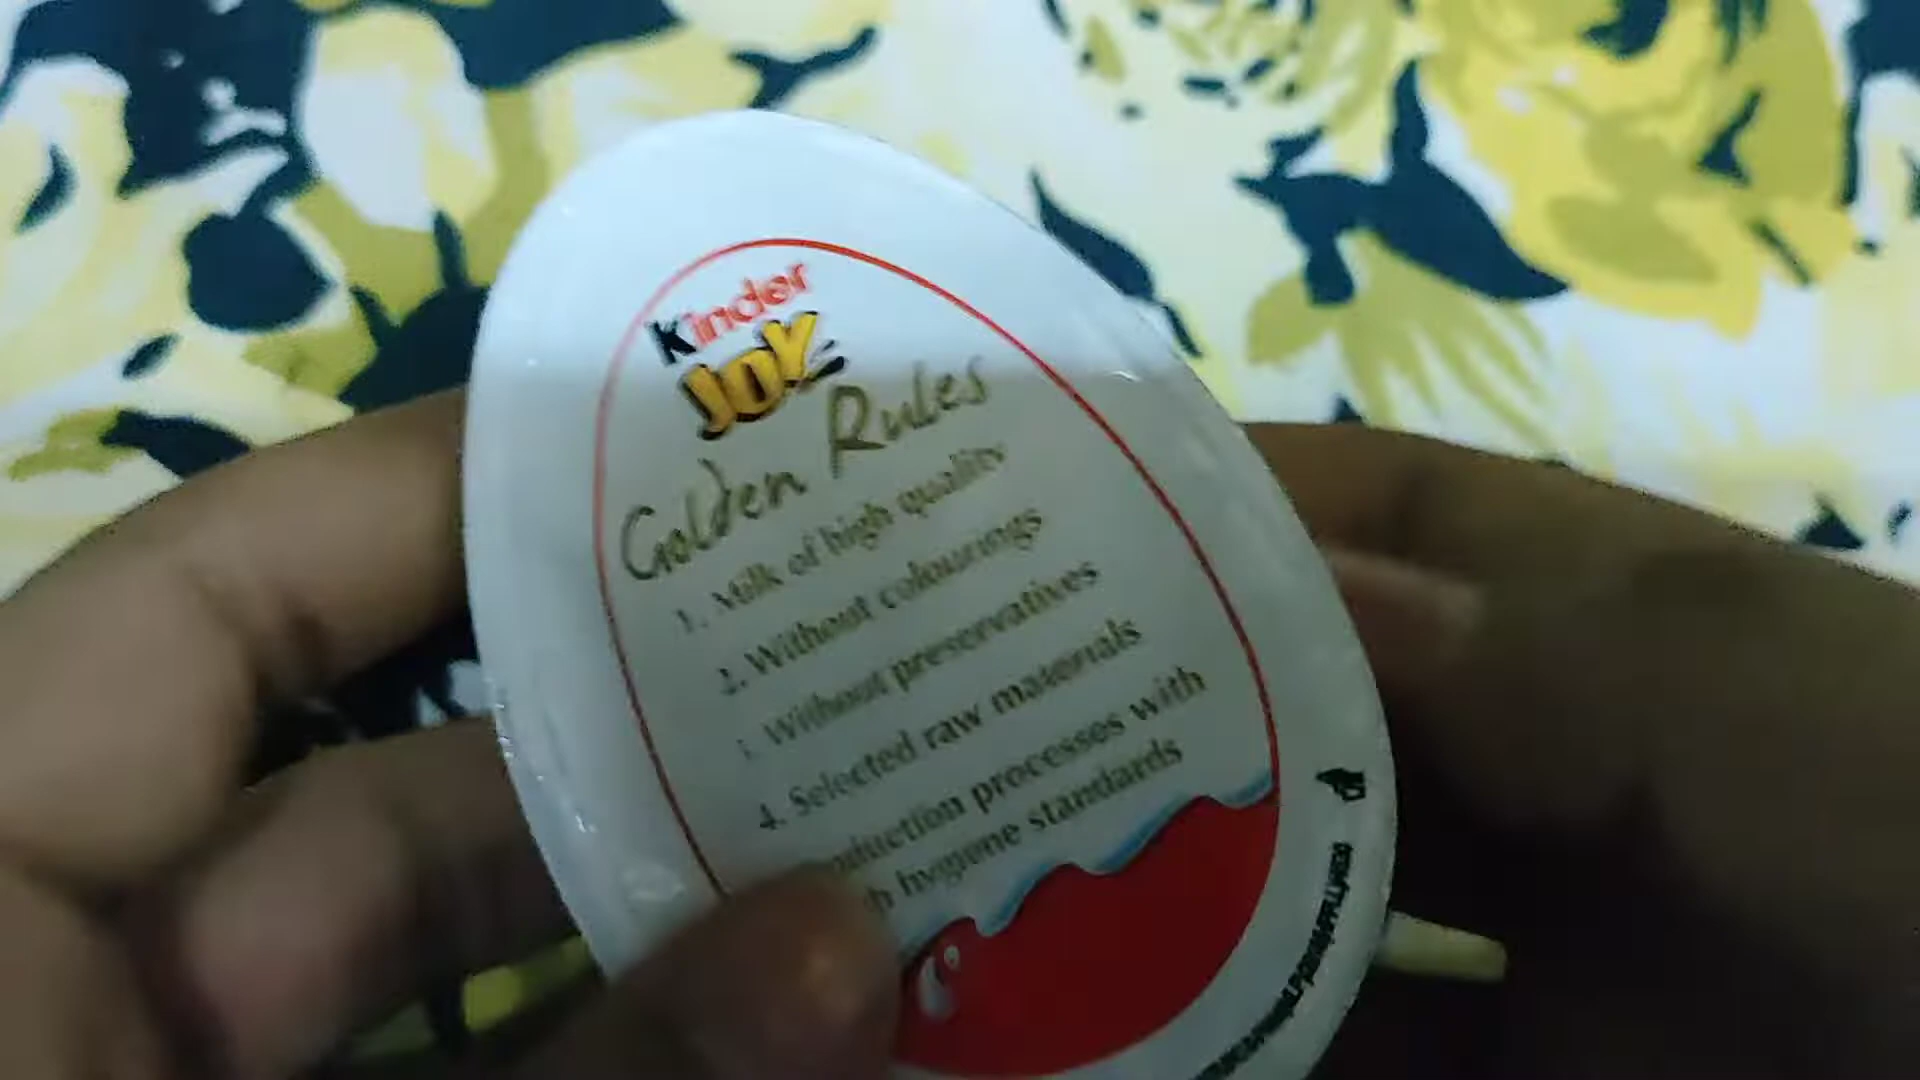 Kinder
JOY
Golden Rules
1. Milk of high quality
2. Without colourings
3. Without preservatives
4. Selected raw materials
processes with
hygiene standards